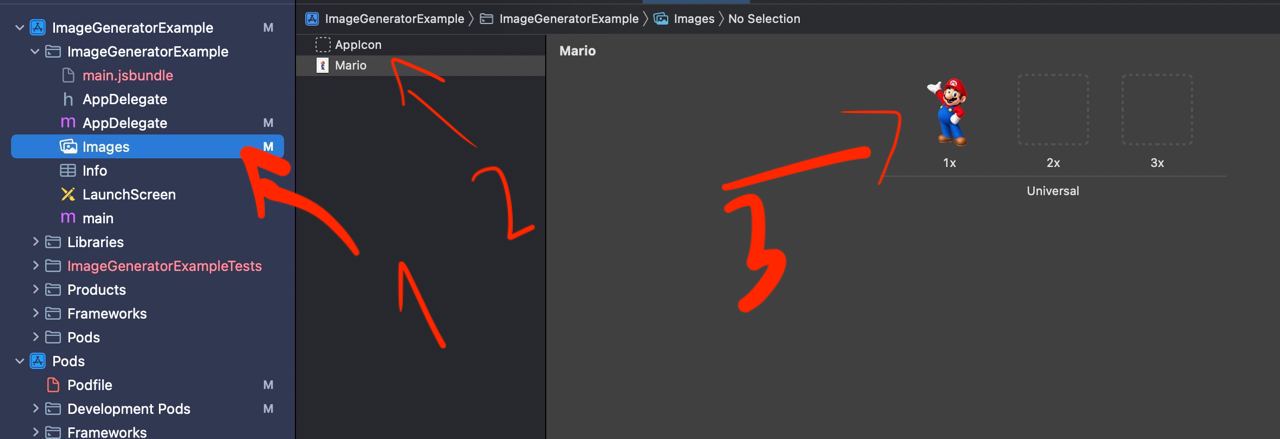 ImageGeneratorExample M
ImageGeneratorExample
main.jsbundle
h AppDelegate
m AppDelegate M
Images M
Info
LaunchScreen
m main
Libraries
ImageGeneratorExampleTests
Products
Frameworks
Pods
Pods
Podfile M
Development Pods M
Frameworks
ImageGeneratorExample ImageGeneratorExample Images No Selection
AppIcon
Mario
Mario
1x 2x 3x
Universal
1
2
3